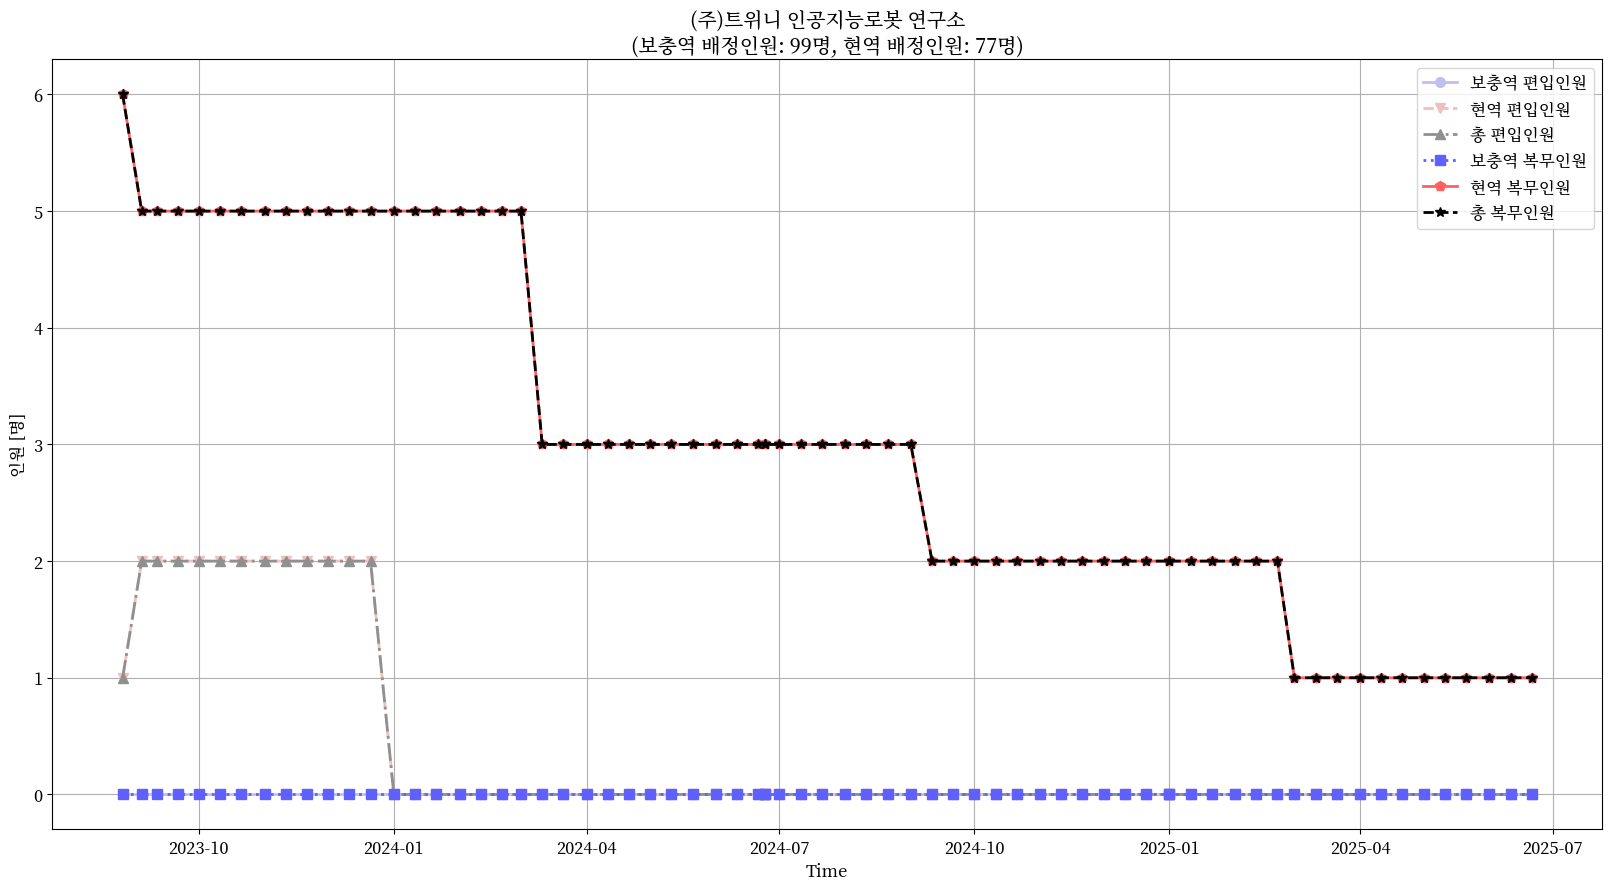 (주)트위니 인공지능로봇 연구소
(보충역 배정인원: 99명, 현역 배정인원: 77명)
보충역 편입인원
현역 편입인원
총 편입인원
보충역 복무인원
현역 복무인원
총 복무인원
인원 [명]
6
5
4
3
2
1
0
2023-10
2024-01
2024-04
2024-07
2024-10
2025-01
2025-04
2025-07
Time